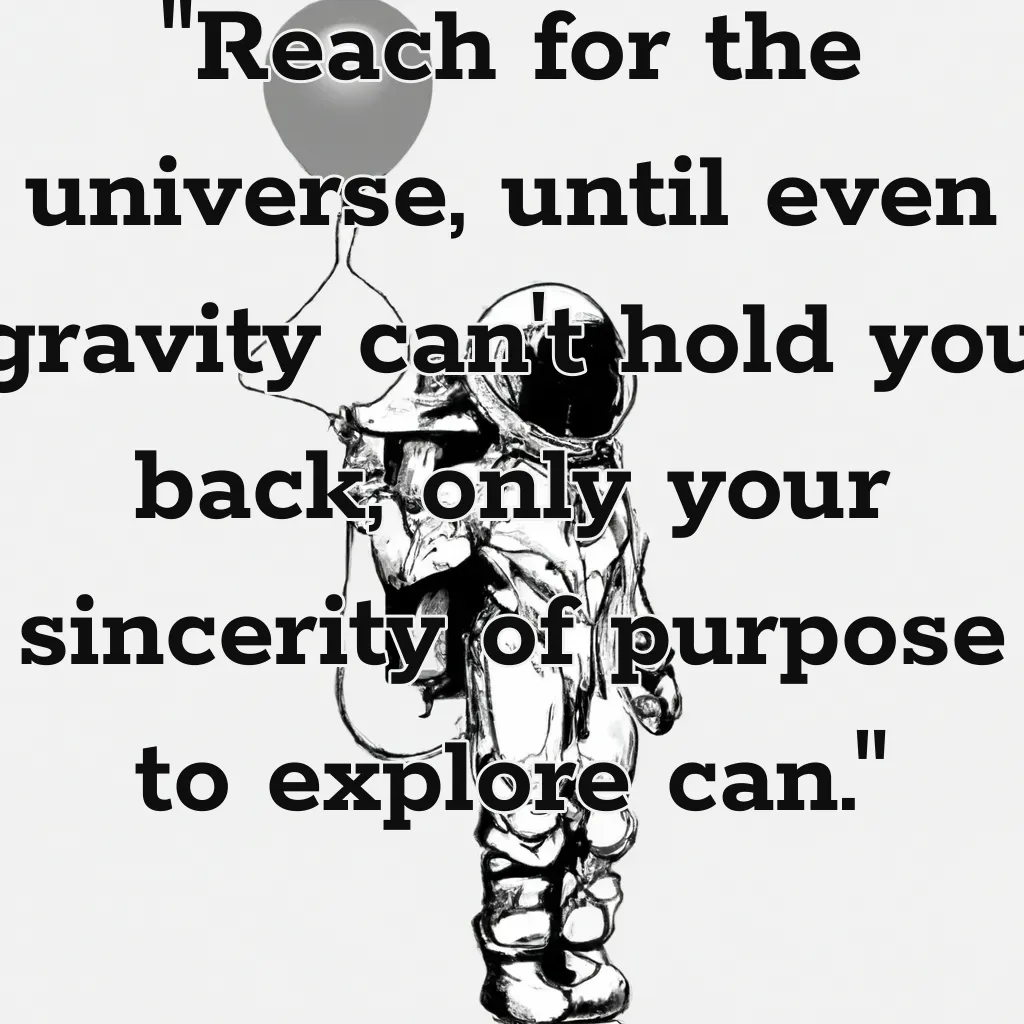 "Reach for the
universe, until even
gravity can't hold you
back, only your
sincerity of purpose
to explore can."